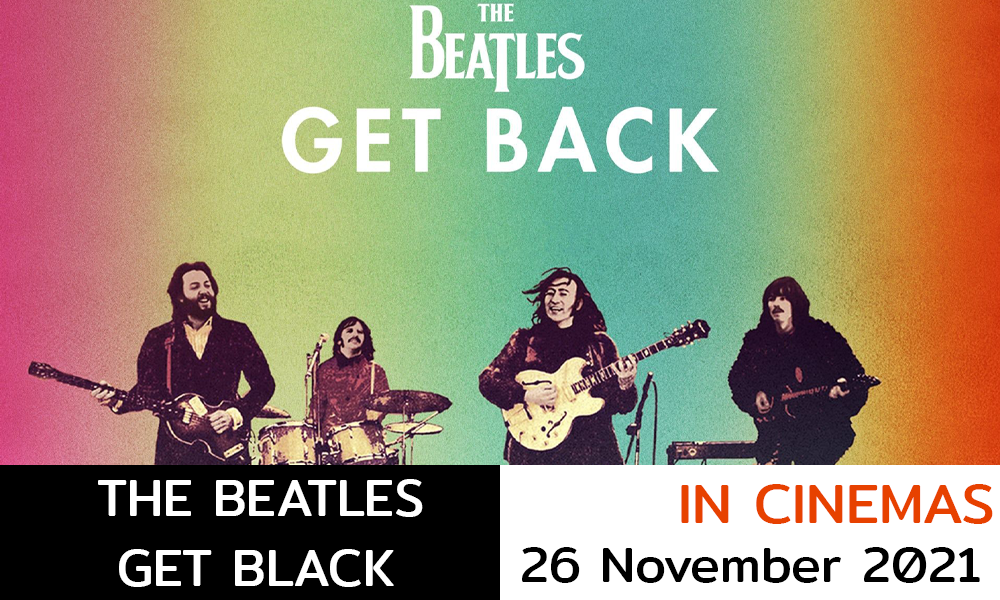 THE
BEATLES
GET BACK
THE BEATLES
GET BLACK
IN CINEMAS
26 November 2021